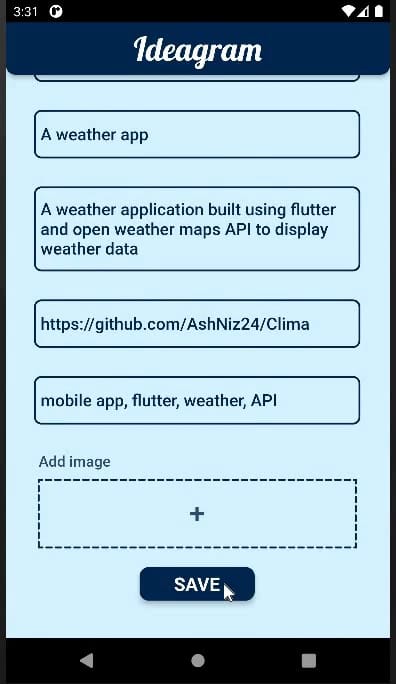 3:31
Ideagram
A weather app
A weather application built using flutter
and open weather maps API to display
weather data
https://github.com/AshNiz24/Clima
mobile app, flutter, weather, API
Add image
+
SAVE